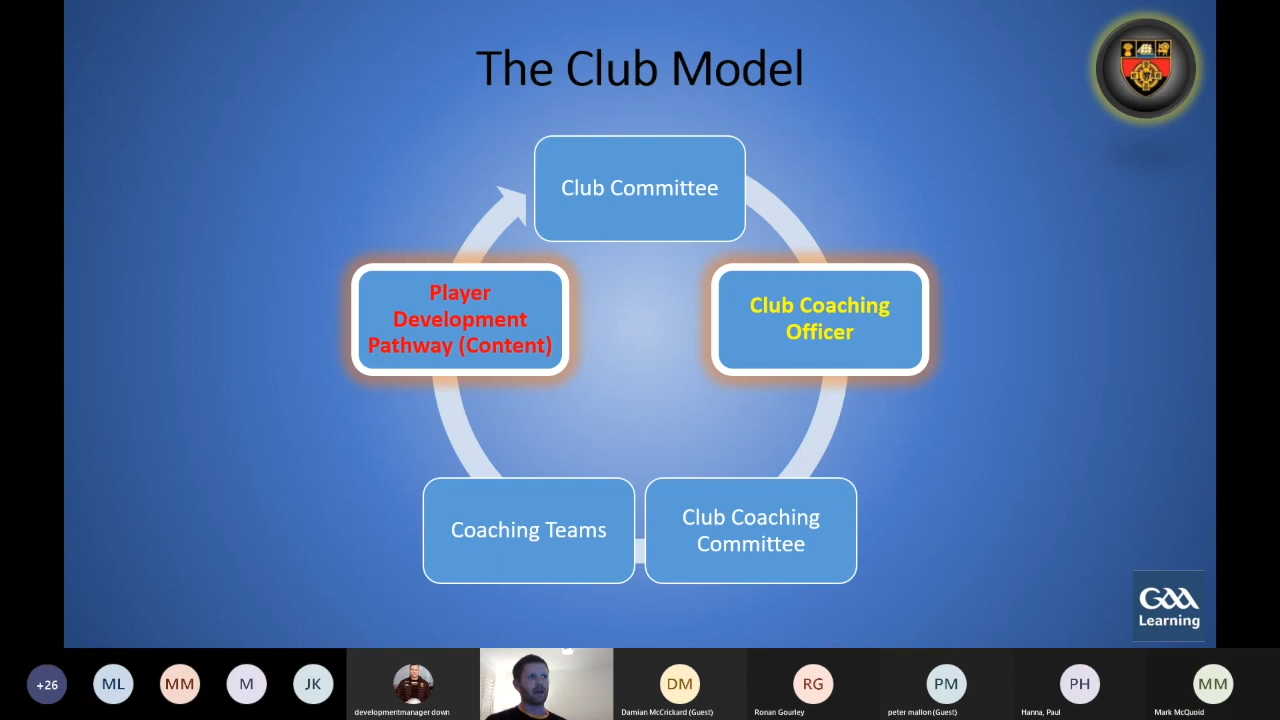 The Club Model
Club Committee
Player
Development
Pathway (Content)
Club Coaching
Officer
Coaching Teams
Club Coaching
Committee
GAA
Learning
+26
ML
MM
M
JK
developmentmanager down
DM
Damian McCrickard (Guest)
RG
Ronan Gourley
PM
peter mallon (Guest)
PH
Hanna, Paul
MM
Mark McQuoid